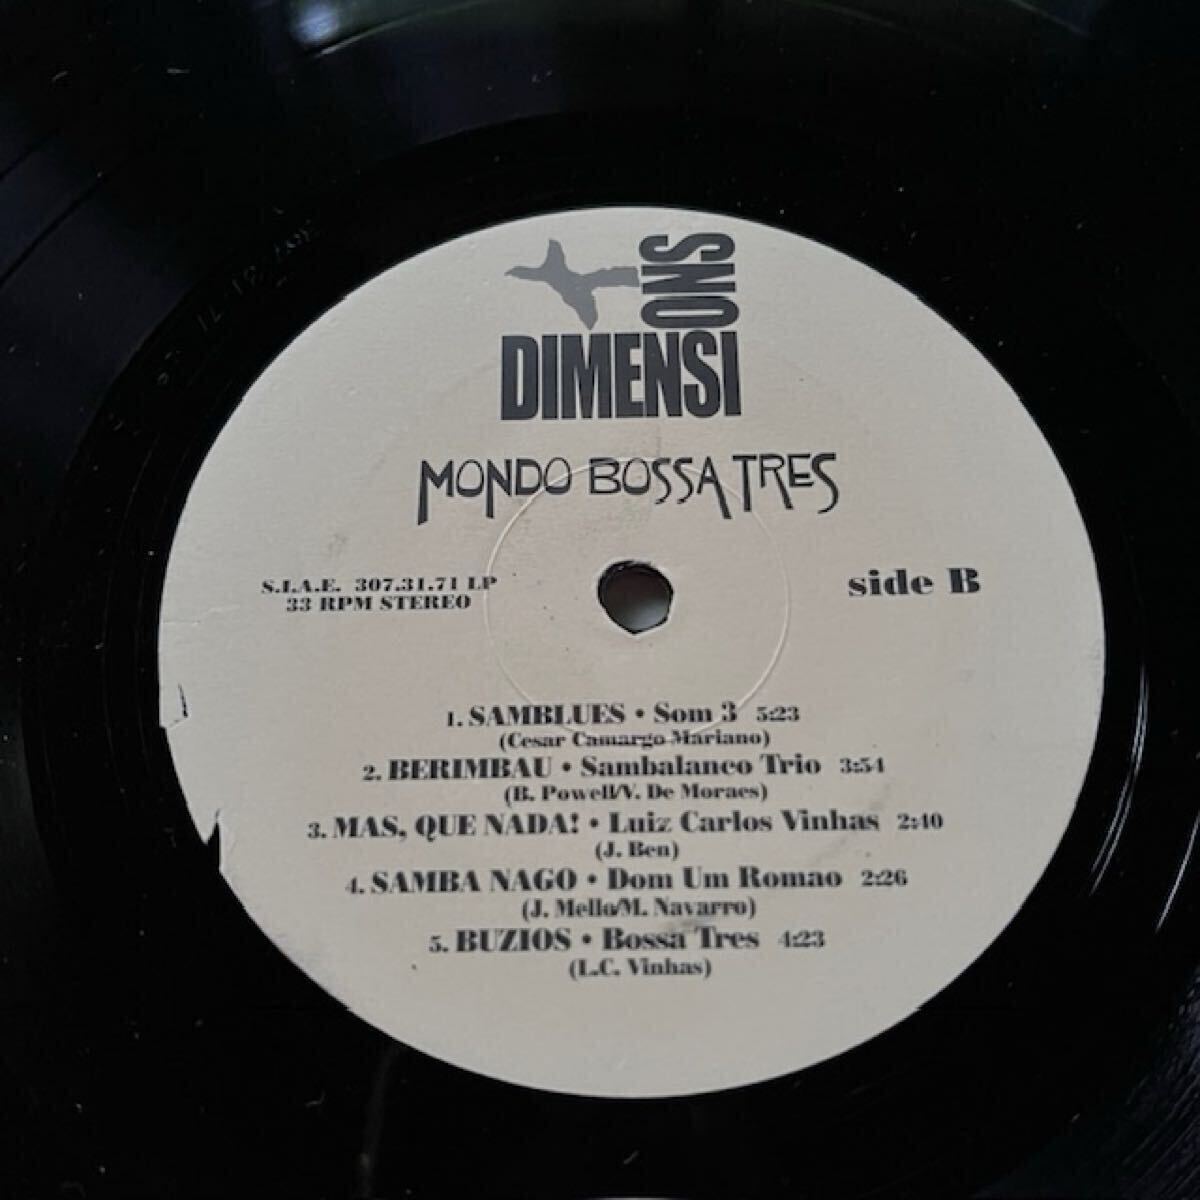 DIMENSIONS
MONDO BOSSA TRES
S.I.A.E. 307.31.71 LP
33 RPM STEREO
side B
1. SAMBLUES • Som 3 5:23
(Cesar Camargo Mariano)
2. BERIMBAU • Sambalanco Trio 3:54
(B. Powell/V. De Moraes)
3. MAS, QUE NADA! • Luiz Carlos Vinhas 2:40
(J. Ben)
4. SAMBA NAGO • Dom Um Romao 2:26
(J. Mello/M. Navarro)
5. BUZIOS • Bossa Tres 4:23
(L.C. Vinhas)